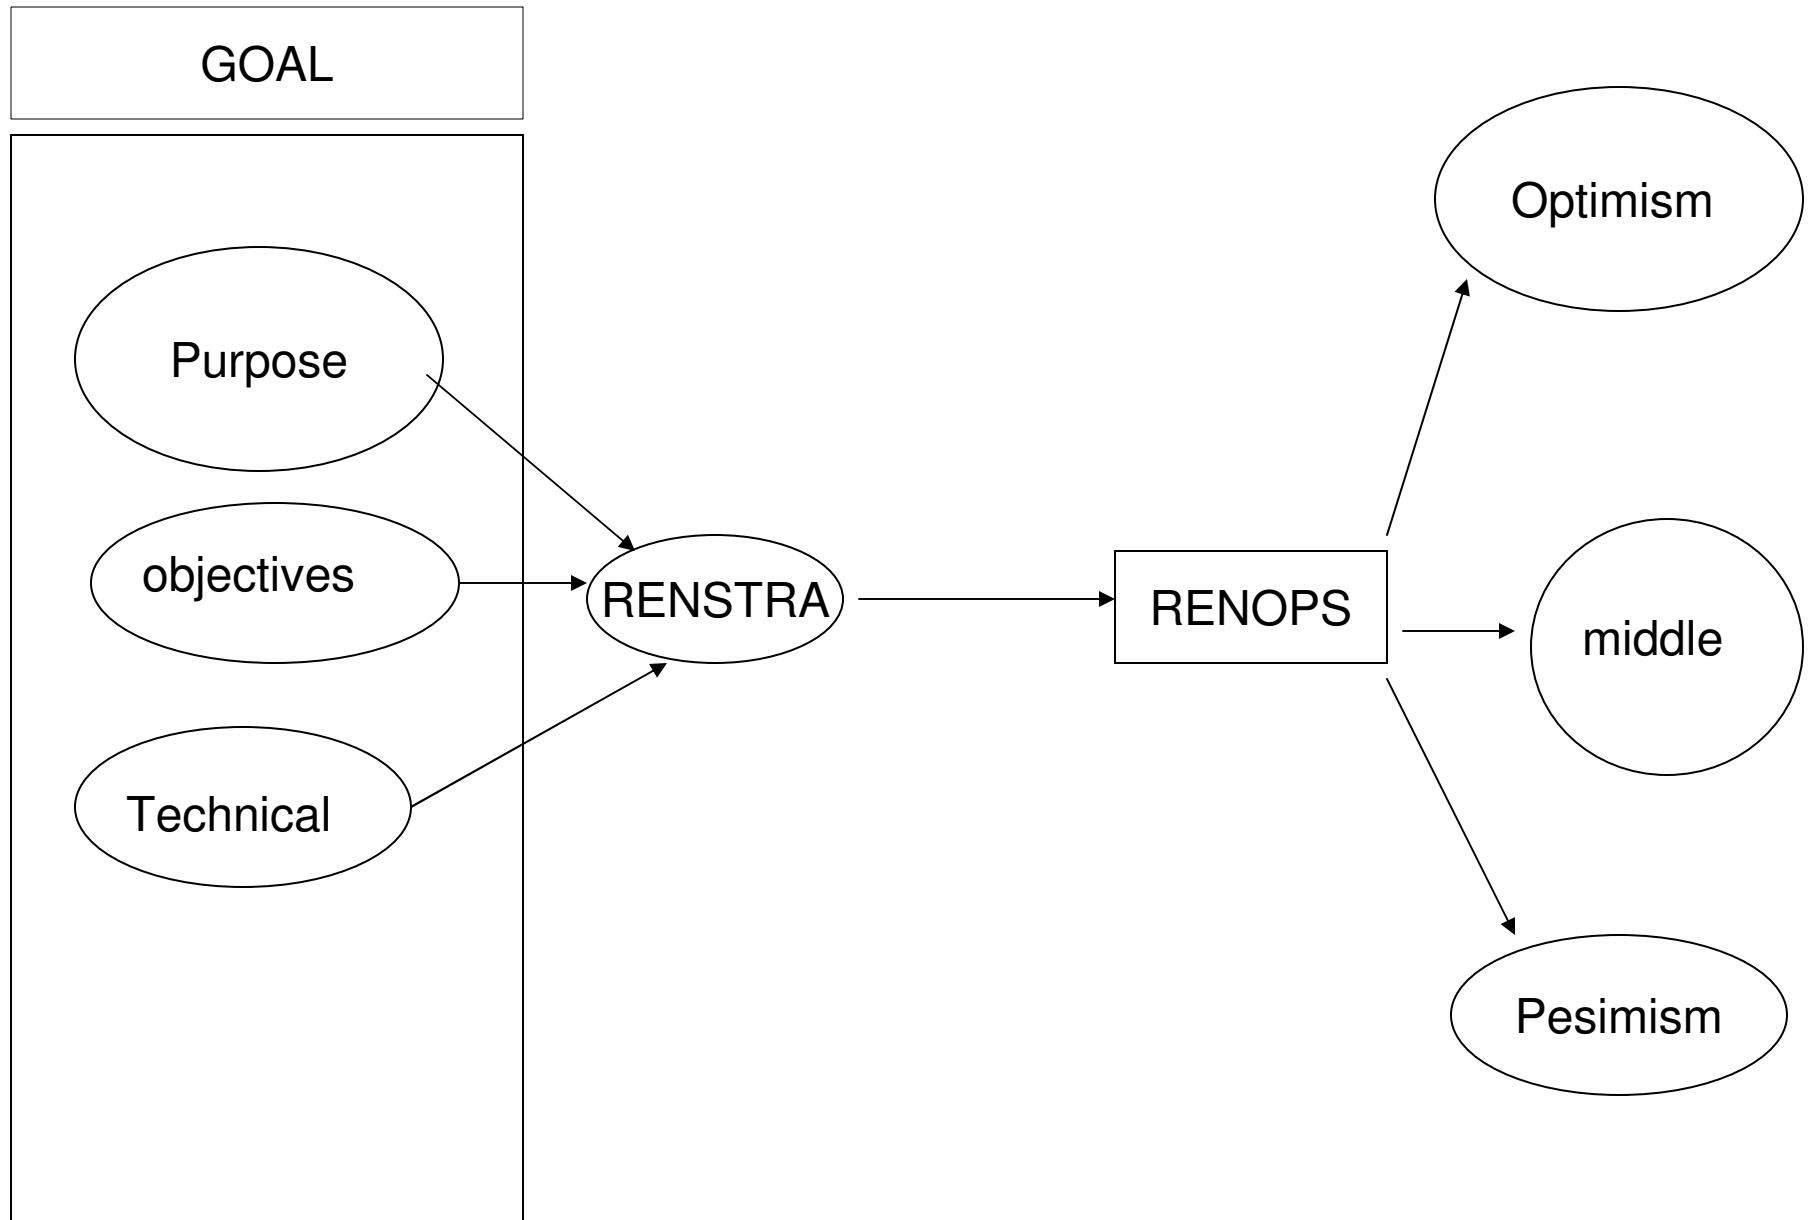 GOAL
Purpose
objectives
Technical
RENSTRA
RENOPS
Optimism
middle
Pesimism